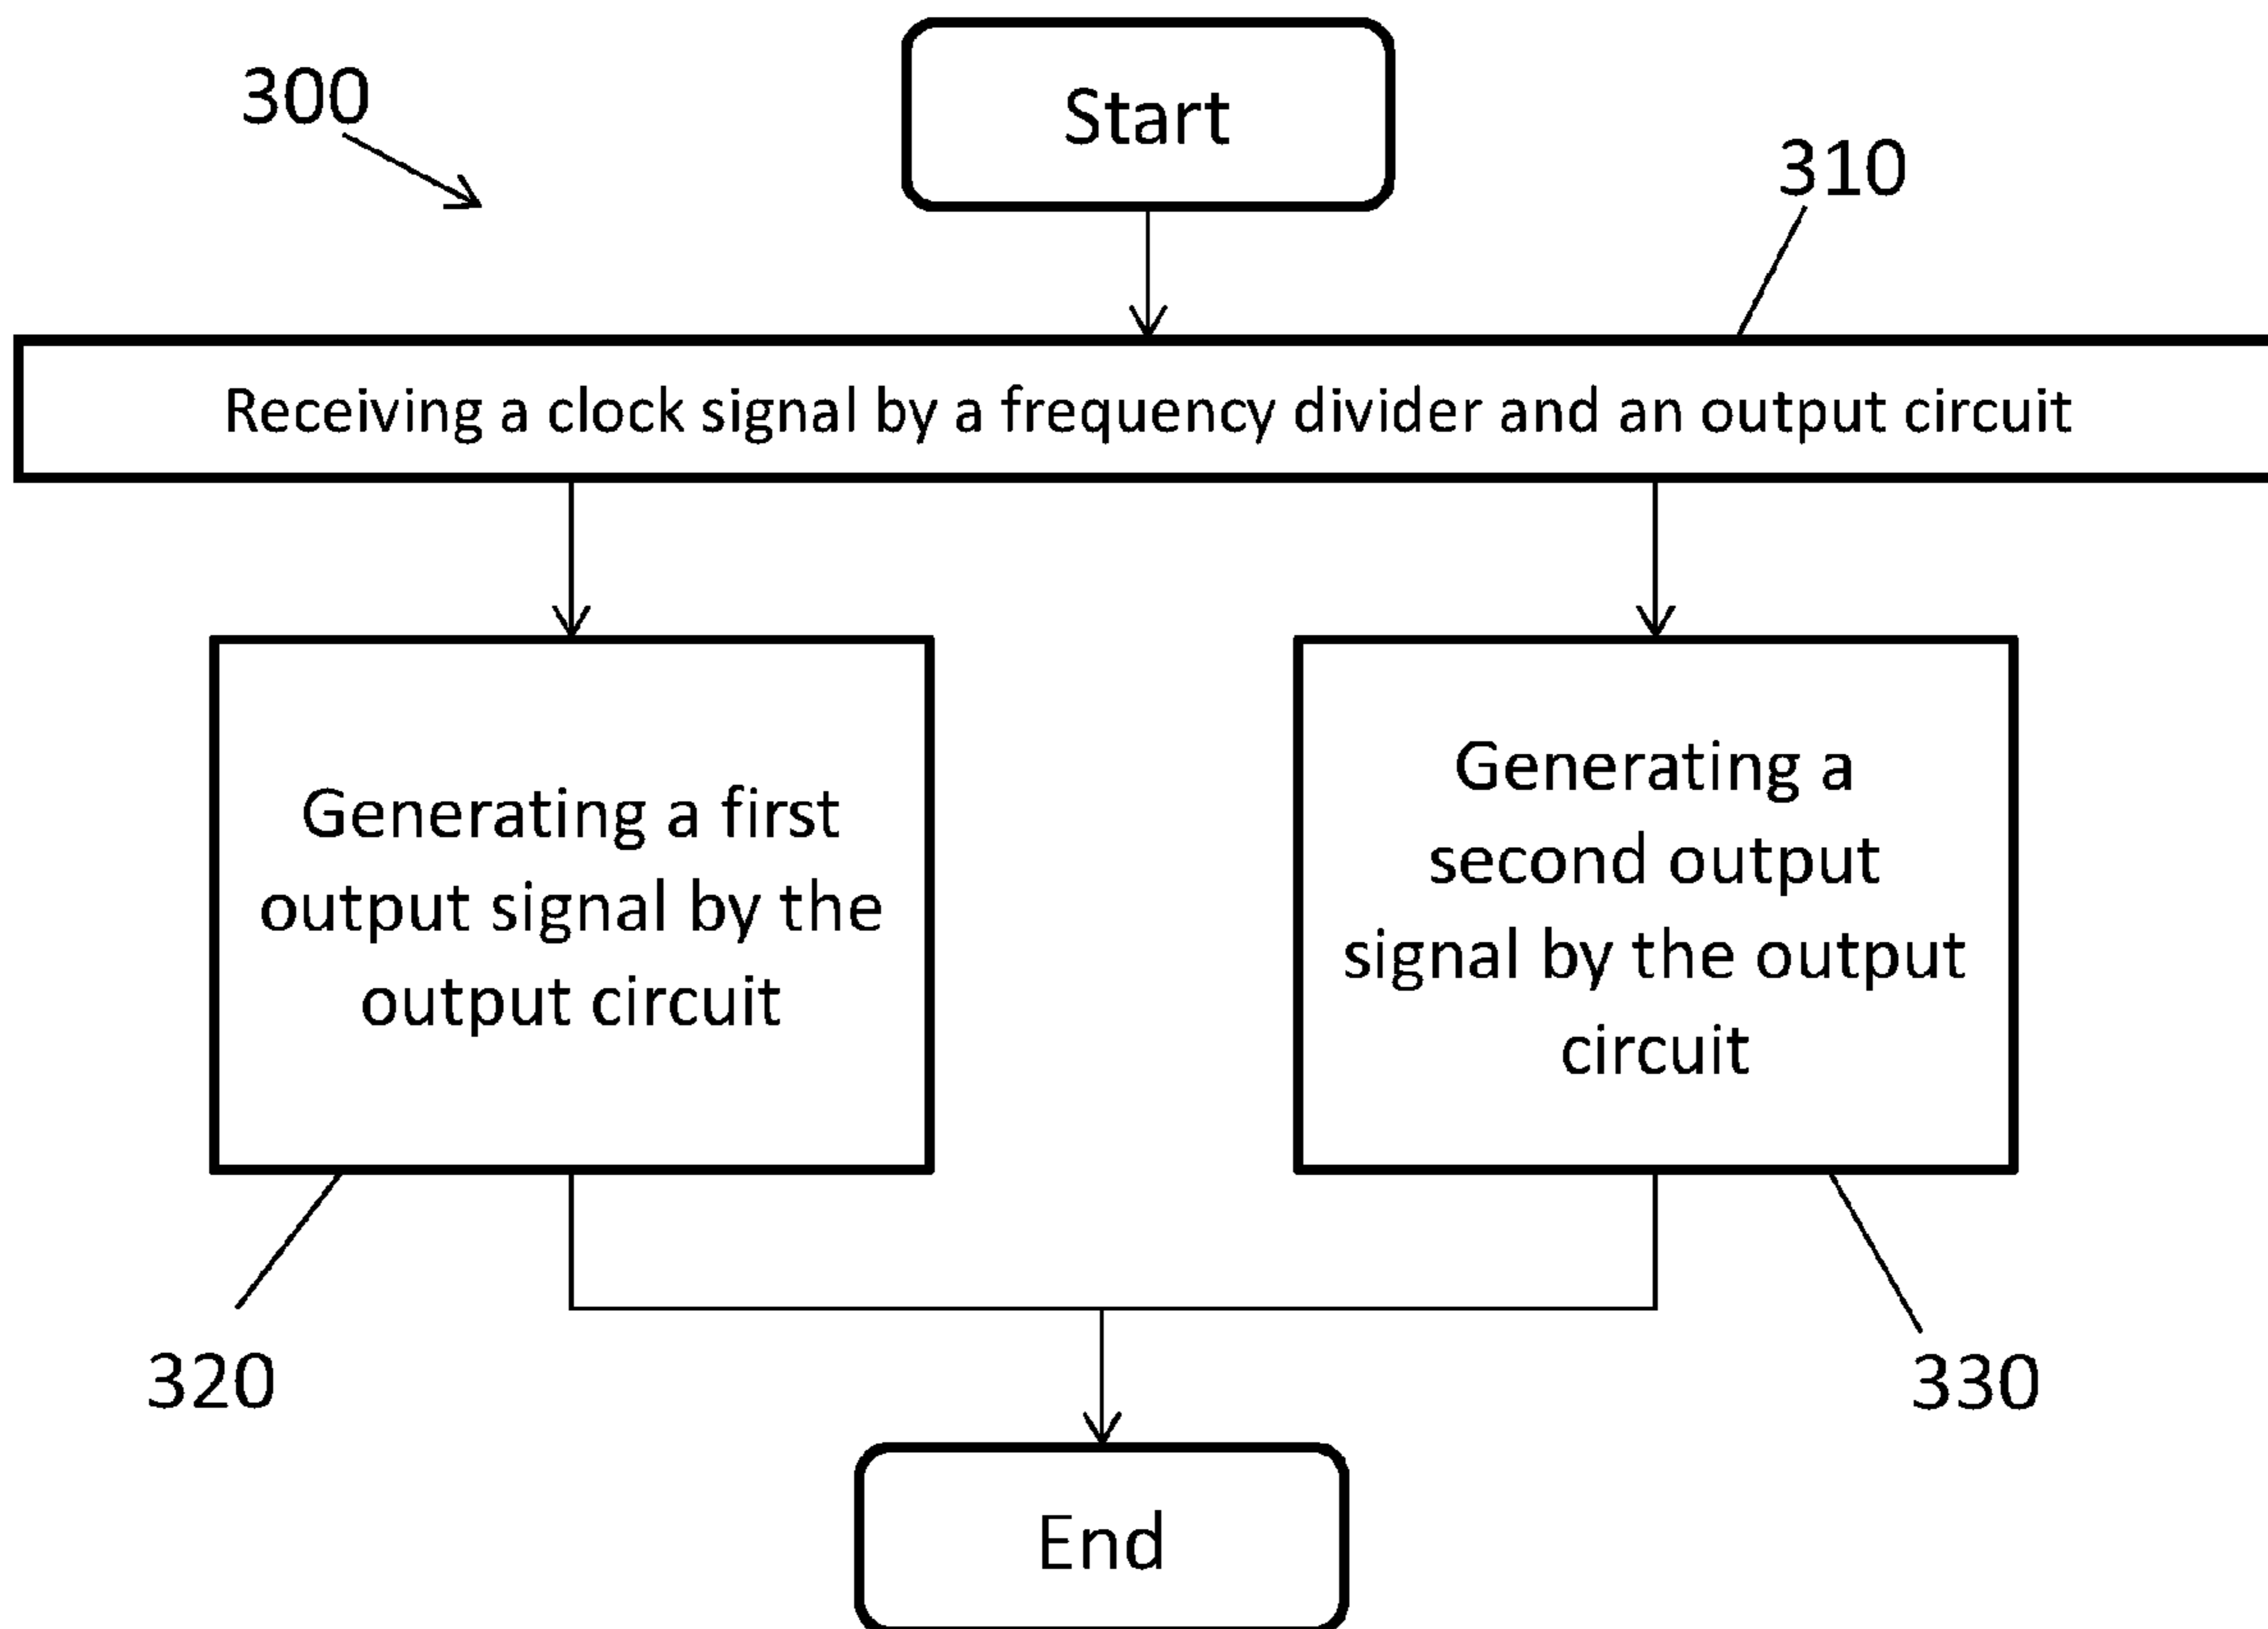 300
Start
310
Receiving a clock signal by a frequency divider and an output circuit
Generating a first
output signal by the
output circuit
Generating a
second output
signal by the output
circuit
320
330
End